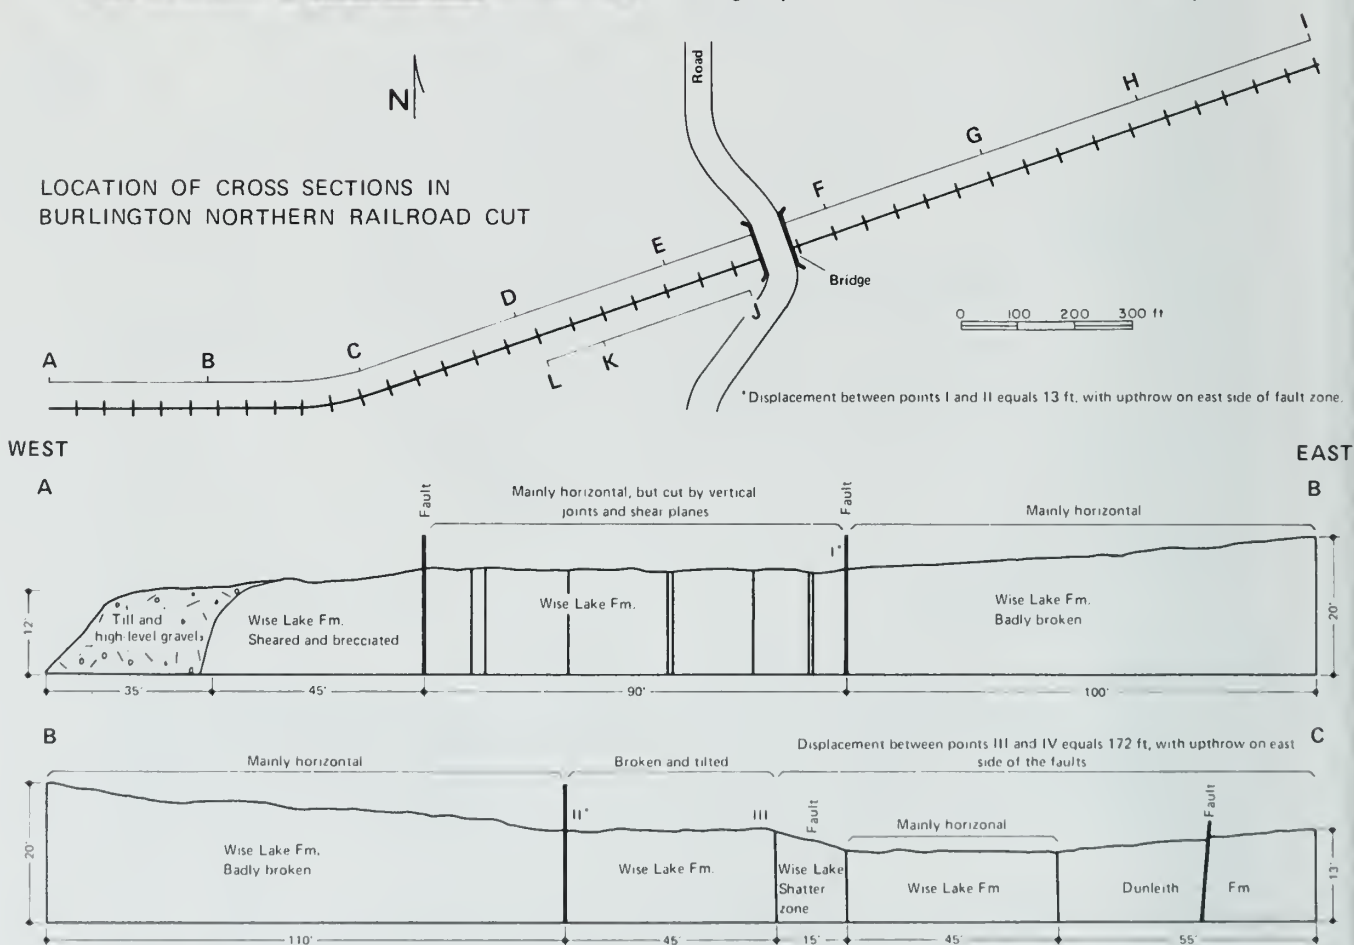 Road
N
LOCATION OF CROSS SECTIONS IN
BURLINGTON NORTHERN RAILROAD CUT
A
B
C
D
E
F
G
H
I
J
K
L
Bridge
0 100 200 300 ft
*Displacement between points I and II equals 13 ft, with upthrow on east side of fault zone.
WEST
EAST
A
B
Fault
Mainly horizontal, but cut by vertical
joints and shear planes
Fault
Mainly horizontal
I*
12'
Till and
high-level gravel
Wise Lake Fm.
Sheared and brecciated
Wise Lake Fm.
Wise Lake Fm.
Badly broken
20'
35'
45'
90'
100'
B
C
Mainly horizontal
Broken and tilted
Displacement between points III and IV equals 172 ft, with upthrow on east
side of the faults
II*
III
Fault
Mainly horizonal
Fault
20'
Wise Lake Fm.
Badly broken
Wise Lake Fm.
Wise Lake
Shatter
zone
Wise Lake Fm
Dunleith Fm
13'
110'
45'
15'
45'
55'